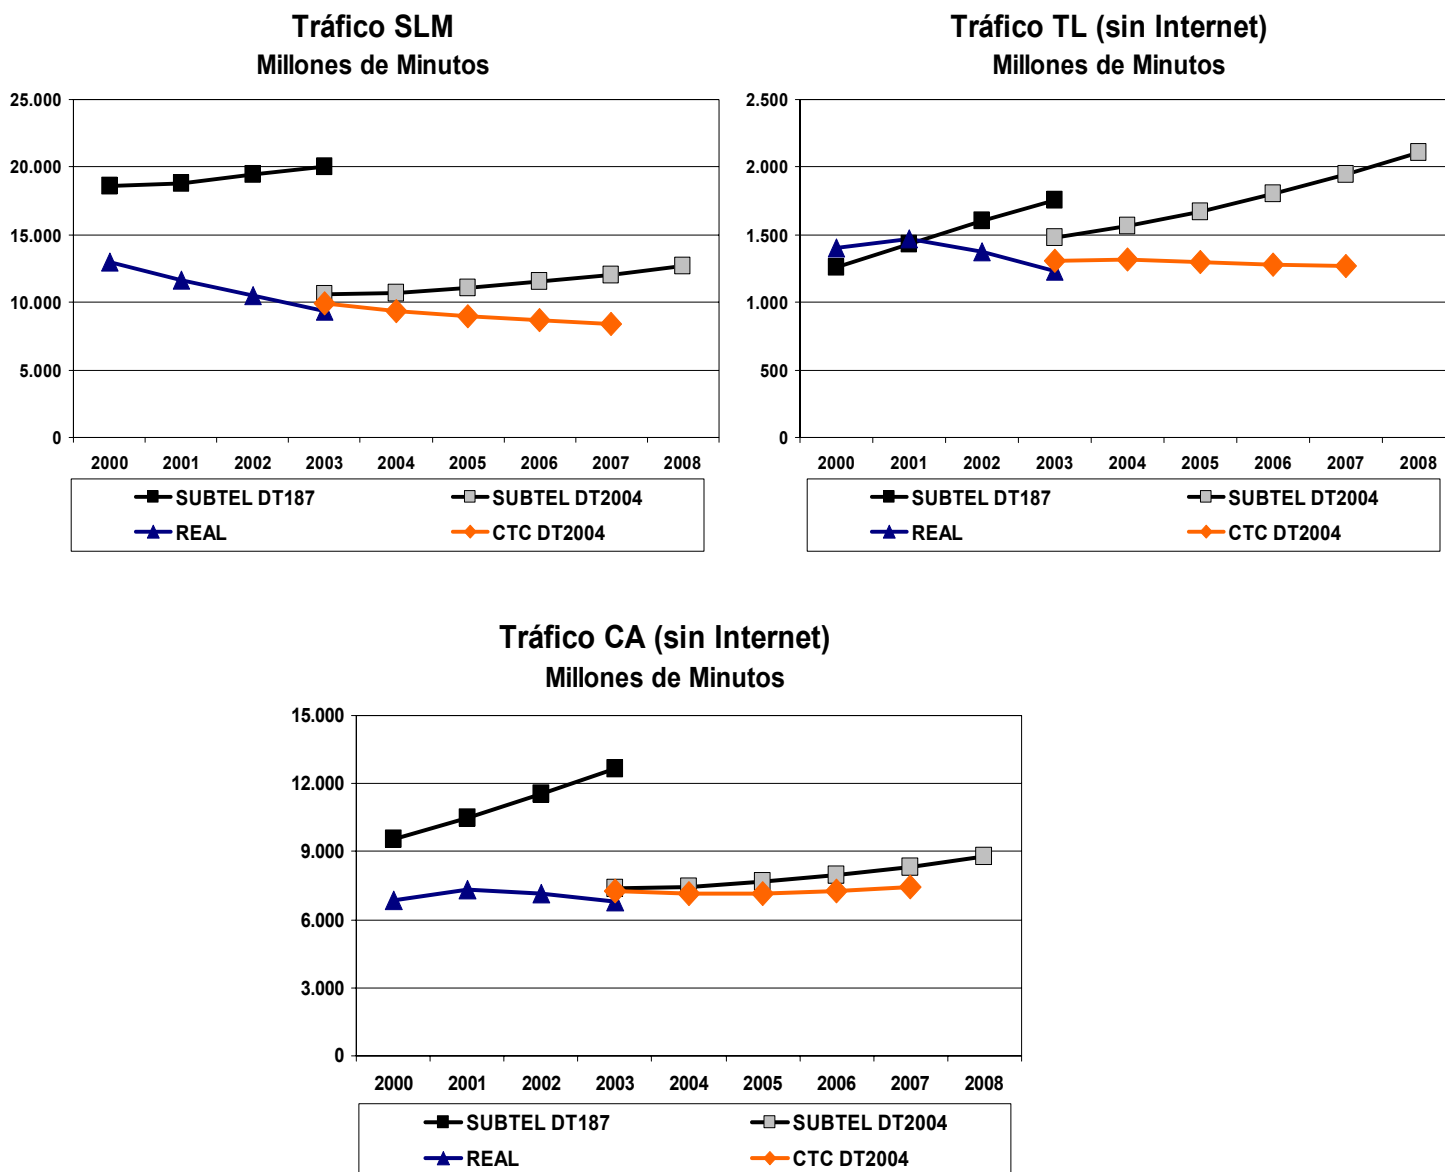 Tráfico SLM
Millones de Minutos
25.000
20.000
15.000
10.000
5.000
0
2000 2001 2002 2003 2004 2005 2006 2007 2008
SUBTEL DT187 SUBTEL DT2004
REAL CTC DT2004
Tráfico TL (sin Internet)
Millones de Minutos
2.500
2.000
1.500
1.000
500
0
2000 2001 2002 2003 2004 2005 2006 2007 2008
SUBTEL DT187 SUBTEL DT2004
REAL CTC DT2004
Tráfico CA (sin Internet)
Millones de Minutos
15.000
12.000
9.000
6.000
3.000
0
2000 2001 2002 2003 2004 2005 2006 2007 2008
SUBTEL DT187 SUBTEL DT2004
REAL CTC DT2004